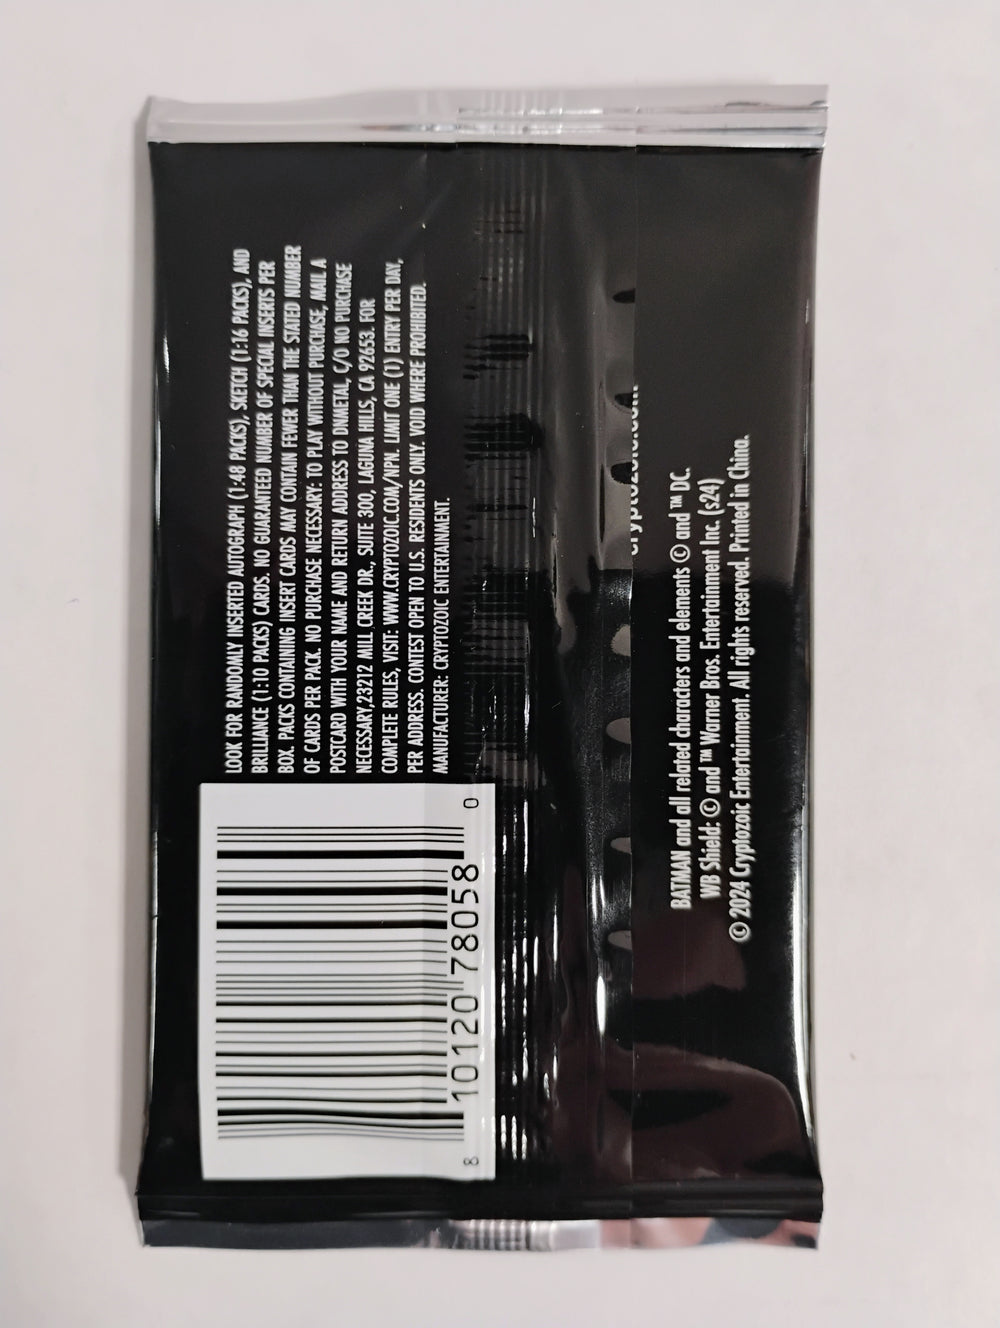 LOOK FOR RANDOMLY INSERTED AUTOGRAPH (1:48 PACKS), SKETCH (1:16 PACKS), AND
BRILLIANCE (1:10 PACKS) CARDS. NO GUARANTEED NUMBER OF SPECIAL INSERTS PER
BOX. PACKS CONTAINING INSERT CARDS MAY CONTAIN FEWER THAN THE STATED NUMBER
OF CARDS PER PACK. NO PURCHASE NECESSARY: TO PLAY WITHOUT PURCHASE, MAIL A
POSTCARD WITH YOUR NAME AND RETURN ADDRESS TO DNMETAL, C/O NO PURCHASE
NECESSARY,23212 MILL CREEK DR., SUITE 300, LAGUNA HILLS, CA 92653. FOR
COMPLETE RULES, VISIT: WWW.CRYPTOZOIC.COM/NPN. LIMIT ONE (1) ENTRY PER DAY,
PER ADDRESS. CONTEST OPEN TO U.S. RESIDENTS ONLY. VOID WHERE PROHIBITED.
MANUFACTURER: CRYPTOZOIC ENTERTAINMENT.
8 10120 78058 0
cryptozoic.com
BATMAN and all related characters and elements © and ™ DC.
WB Shield: © and ™ Warner Bros. Entertainment Inc. (s24)
© 2024 Cryptozoic Entertainment. All rights reserved. Printed in China.